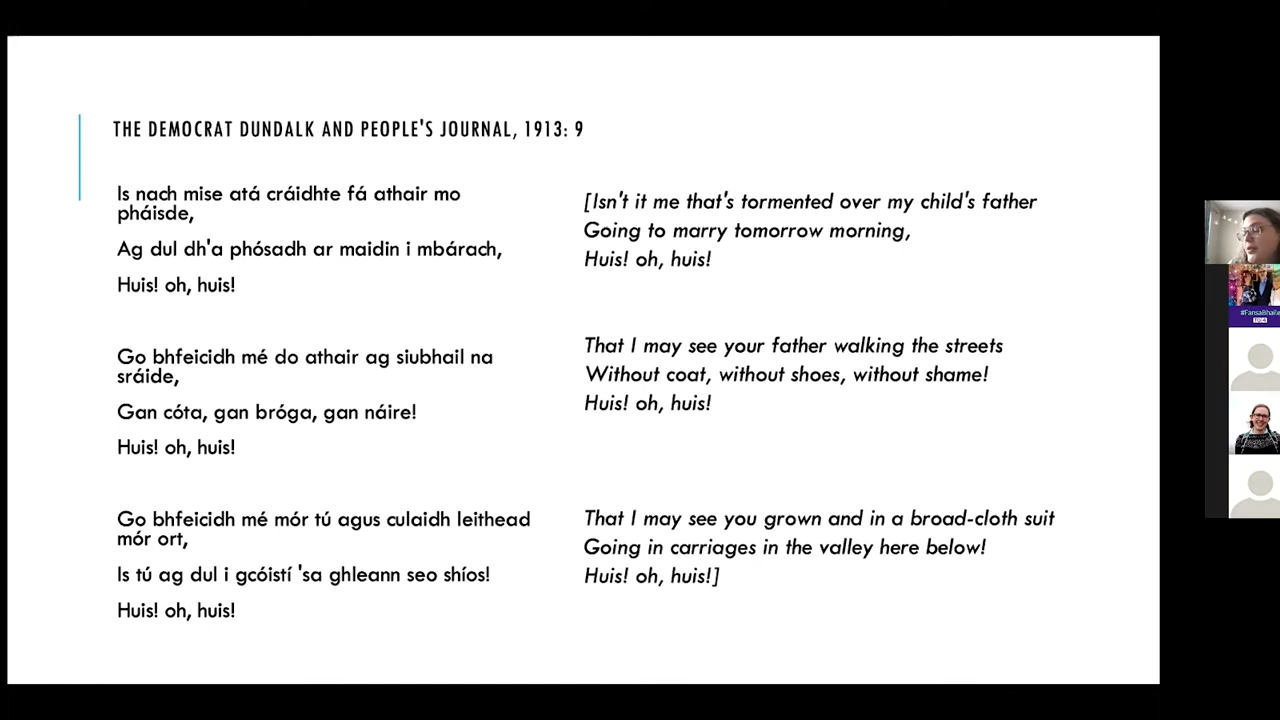 THE DEMOCRAT DUNDALK AND PEOPLE'S JOURNAL, 1913: 9
Is nach mise atá cráidhte fá athair mo
pháisde,
Ag dul dh'a phósadh ar maidin i mbárach,
Huis! oh, huis!
Go bhfeicidh mé do athair ag siubhail na
sráide,
Gan cóta, gan bróga, gan náire!
Huis! oh, huis!
Go bhfeicidh mé mór tú agus culaidh leithead
mór ort,
Is tú ag dul i gcóistí 'sa ghleann seo shíos!
Huis! oh, huis!
[Isn't it me that's tormented over my child's father
Going to marry tomorrow morning,
Huis! oh, huis!
That I may see your father walking the streets
Without coat, without shoes, without shame!
Huis! oh, huis!
That I may see you grown and in a broad-cloth suit
Going in carriages in the valley here below!
Huis! oh, huis!]